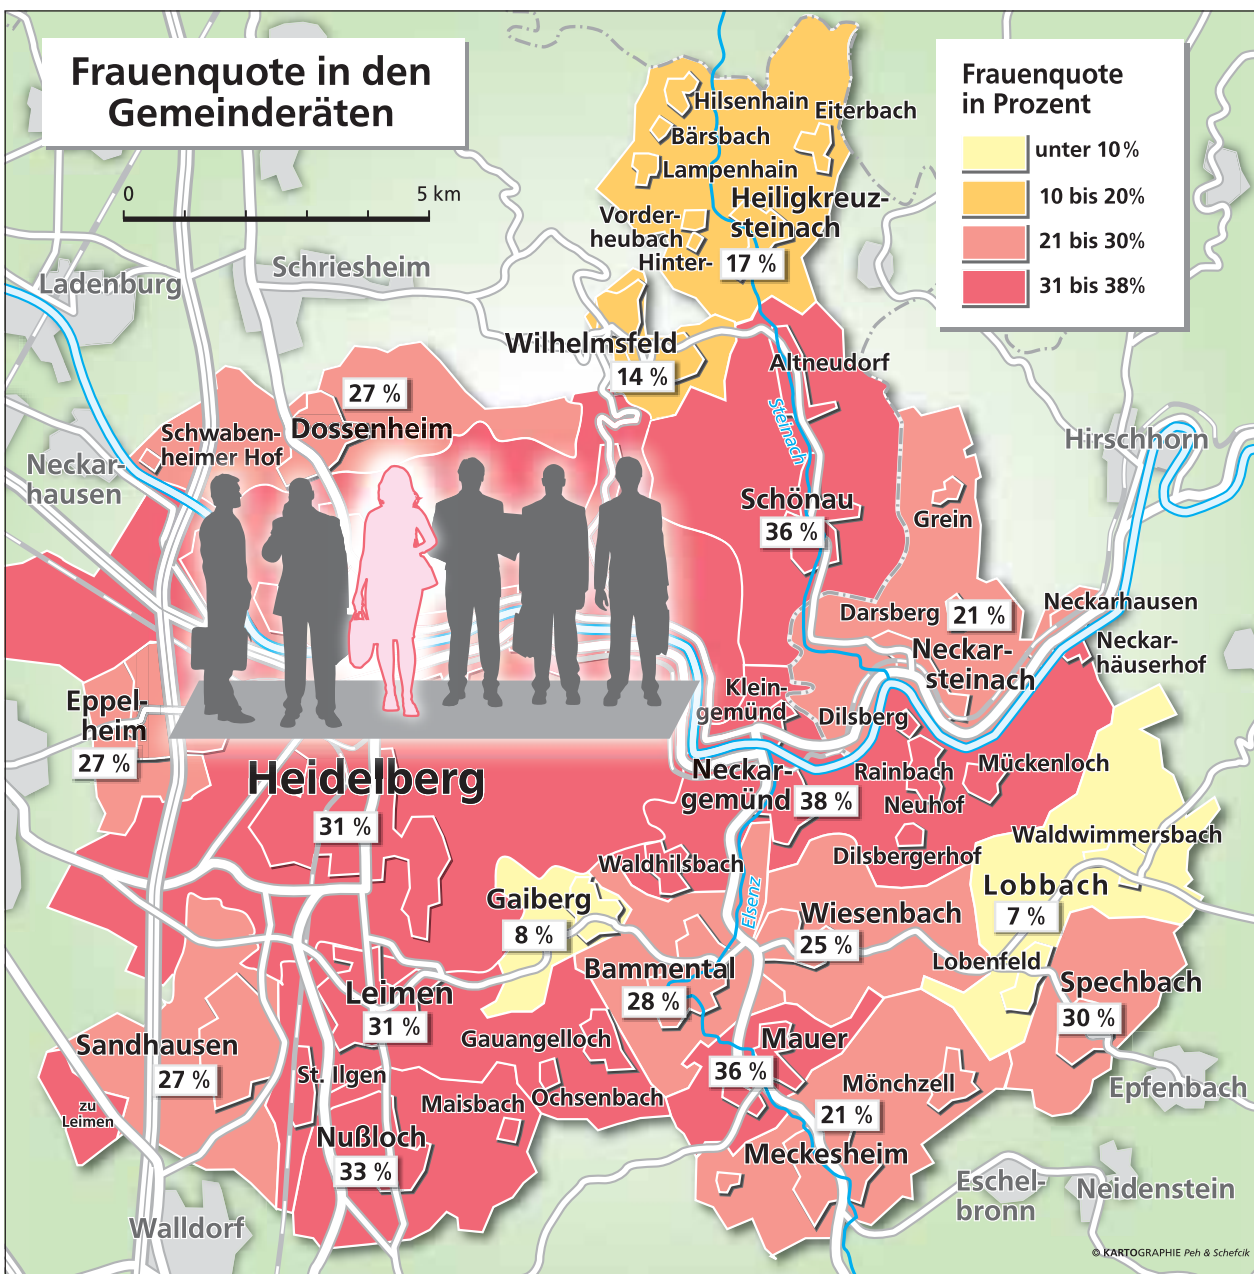 Frauenquote in den
Gemeinderäten
0 5 km
Frauenquote
in Prozent
unter 10%
10 bis 20%
21 bis 30%
31 bis 38%
Hilsenhain
Eiterbach
Bärsbach
Lampenhain
Heiligkreuz-
steinach
17 %
Vorder-
heubach
Hinter-
Schriesheim
Ladenburg
Wilhelmsfeld
14 %
Altneudorf
Steinach
27 %
Dossenheim
Schwaben-
heimer Hof
Neckar-
hausen
Hirschhorn
Schönau
36 %
Grein
Darsberg
21 %
Neckarhausen
Neckar-
häuserhof
Neckar-
steinach
Klein-
gemünd
Dilsberg
Eppel-
heim
27 %
Heidelberg
31 %
Neckar-
gemünd
38 %
Rainbach
Neuhof
Mückenloch
Waldwimmersbach
Dilsbergerhof
Waldhilsbach
Lobbach
7 %
Gaiberg
8 %
Elsenz
Wiesenbach
25 %
Lobenfeld
Bammental
28 %
Spechbach
30 %
Leimen
31 %
Gauangelloch
Mauer
36 %
Sandhausen
27 %
St. Ilgen
Ochsenbach
Maisbach
Mönchzell
Epfenbach
zu
Leimen
21 %
Nußloch
33 %
Meckesheim
Eschel-
bronn
Neidenstein
Walldorf
© KARTOGRAPHIE Peh & Schefcik